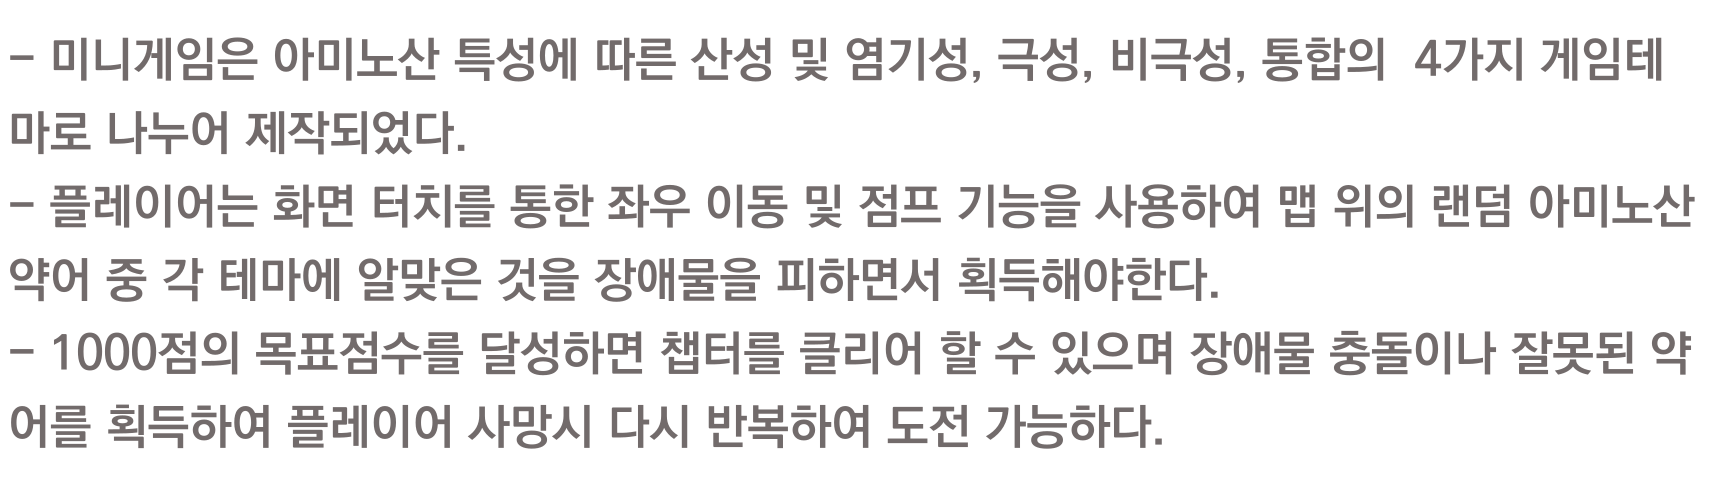 - 미니게임은 아미노산 특성에 따른 산성 및 염기성, 극성, 비극성, 통합의  4가지 게임테
마로 나누어 제작되었다.
- 플레이어는 화면 터치를 통한 좌우 이동 및 점프 기능을 사용하여 맵 위의 랜덤 아미노산
약어 중 각 테마에 알맞은 것을 장애물을 피하면서 획득해야한다.
- 1000점의 목표점수를 달성하면 챕터를 클리어 할 수 있으며 장애물 충돌이나 잘못된 약
어를 획득하여 플레이어 사망시 다시 반복하여 도전 가능하다.